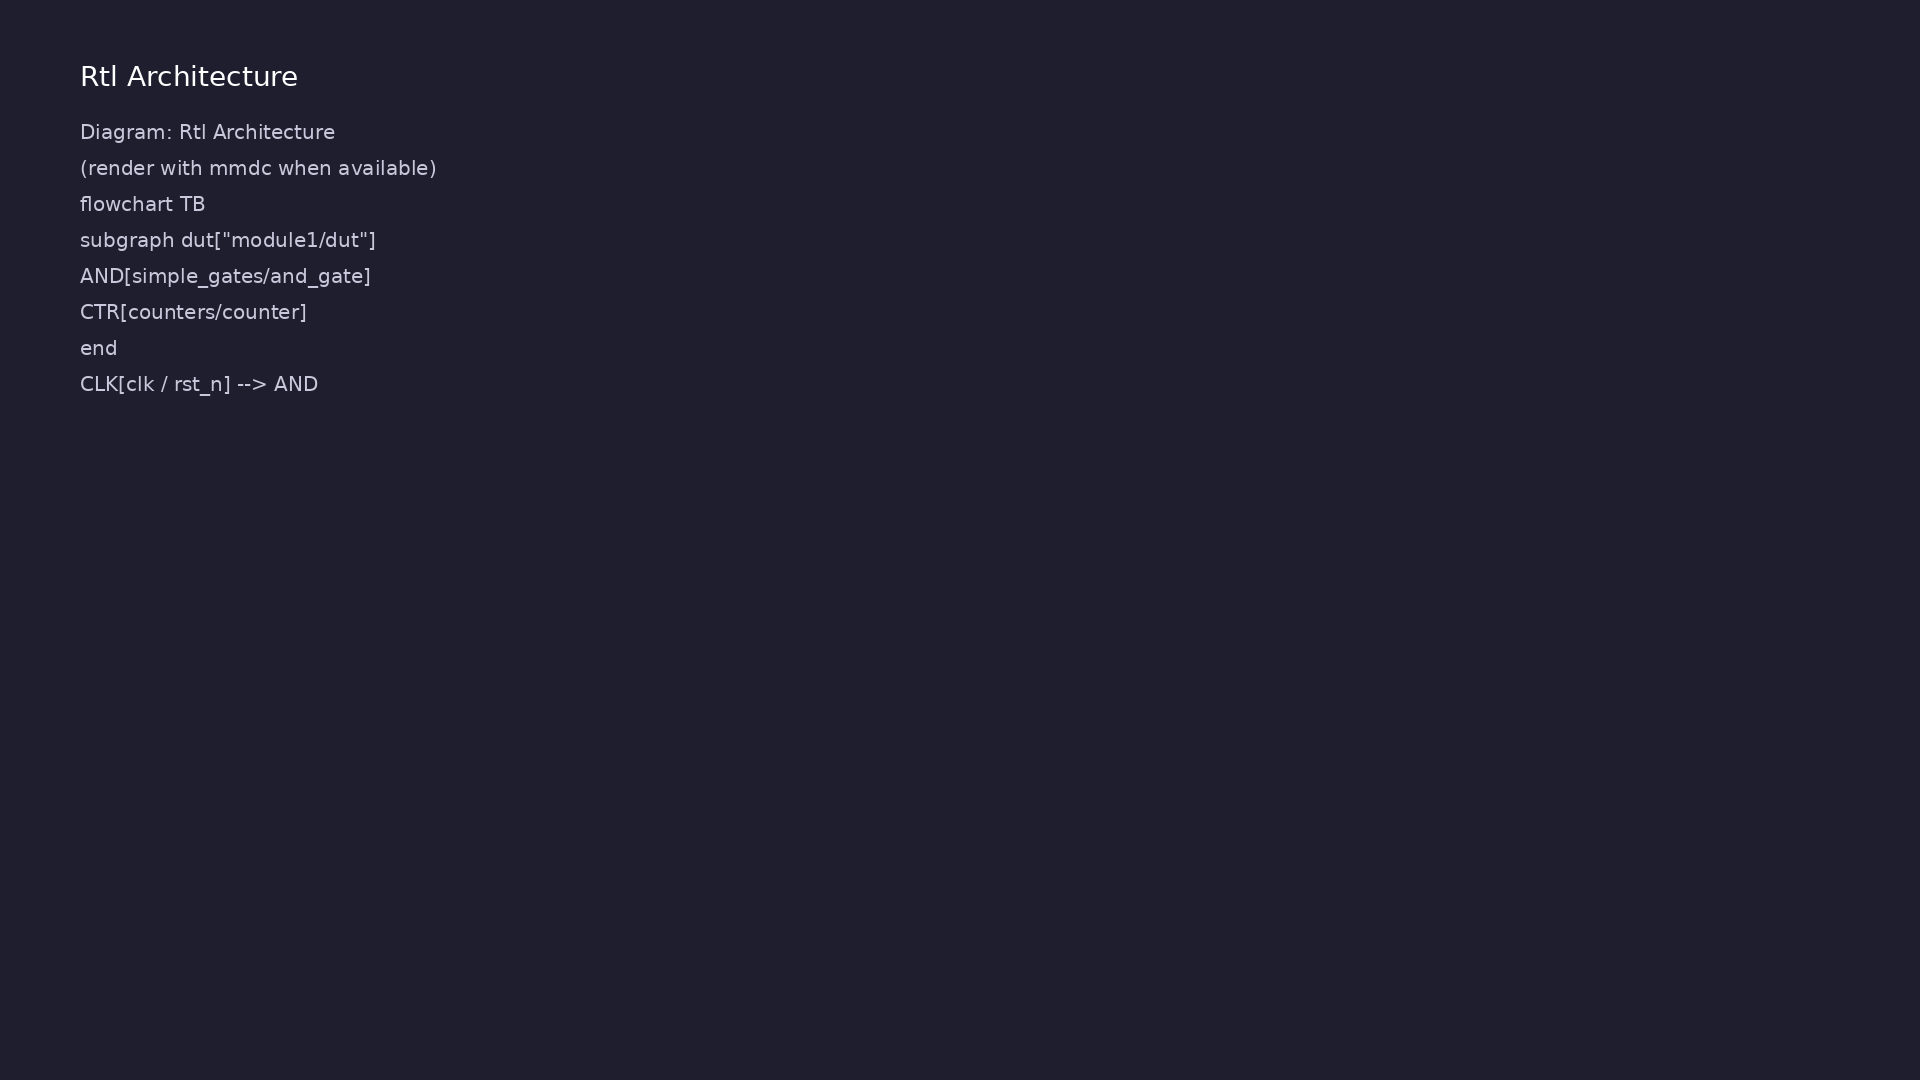 Rtl Architecture
Diagram: Rtl Architecture
(render with mmdc when available)
flowchart TB
subgraph dut["module1/dut"]
AND[simple_gates/and_gate]
CTR[counters/counter]
end
CLK[clk / rst_n] --> AND